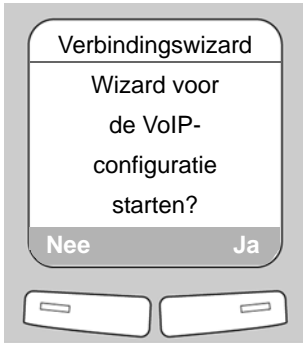 Verbindingswizard
Wizard voor
de VoIP-
configuratie
starten?
Nee Ja